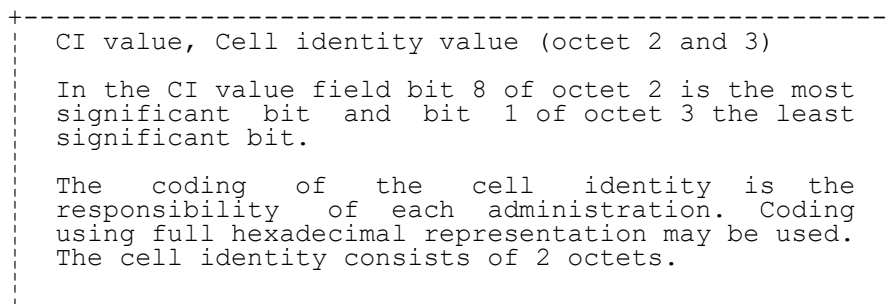 CI value, Cell identity value (octet 2 and 3)
In the CI value field bit 8 of octet 2 is the most
significant bit and bit 1 of octet 3 the least
significant bit.
The coding of the cell identity is the
responsibility of each administration. Coding
using full hexadecimal representation may be used.
The cell identity consists of 2 octets.